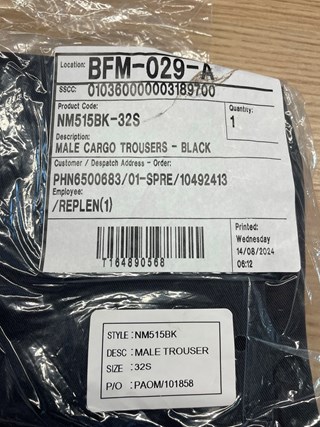 Location: BFM-029-A
SSCC: 010360000003189700
Product Code: Quantity:
NM515BK-32S 1
Description:
MALE CARGO TROUSERS - BLACK
Customer / Despatch Address - Order:
PHN6500683/01-SPRE/10492413
Employee:
/REPLEN(1)
Printed:
Wednesday
14/08/2024
06:12
T164890568
STYLE : NM515BK
DESC : MALE TROUSER
SIZE : 32S
P/O : PAOM/101858